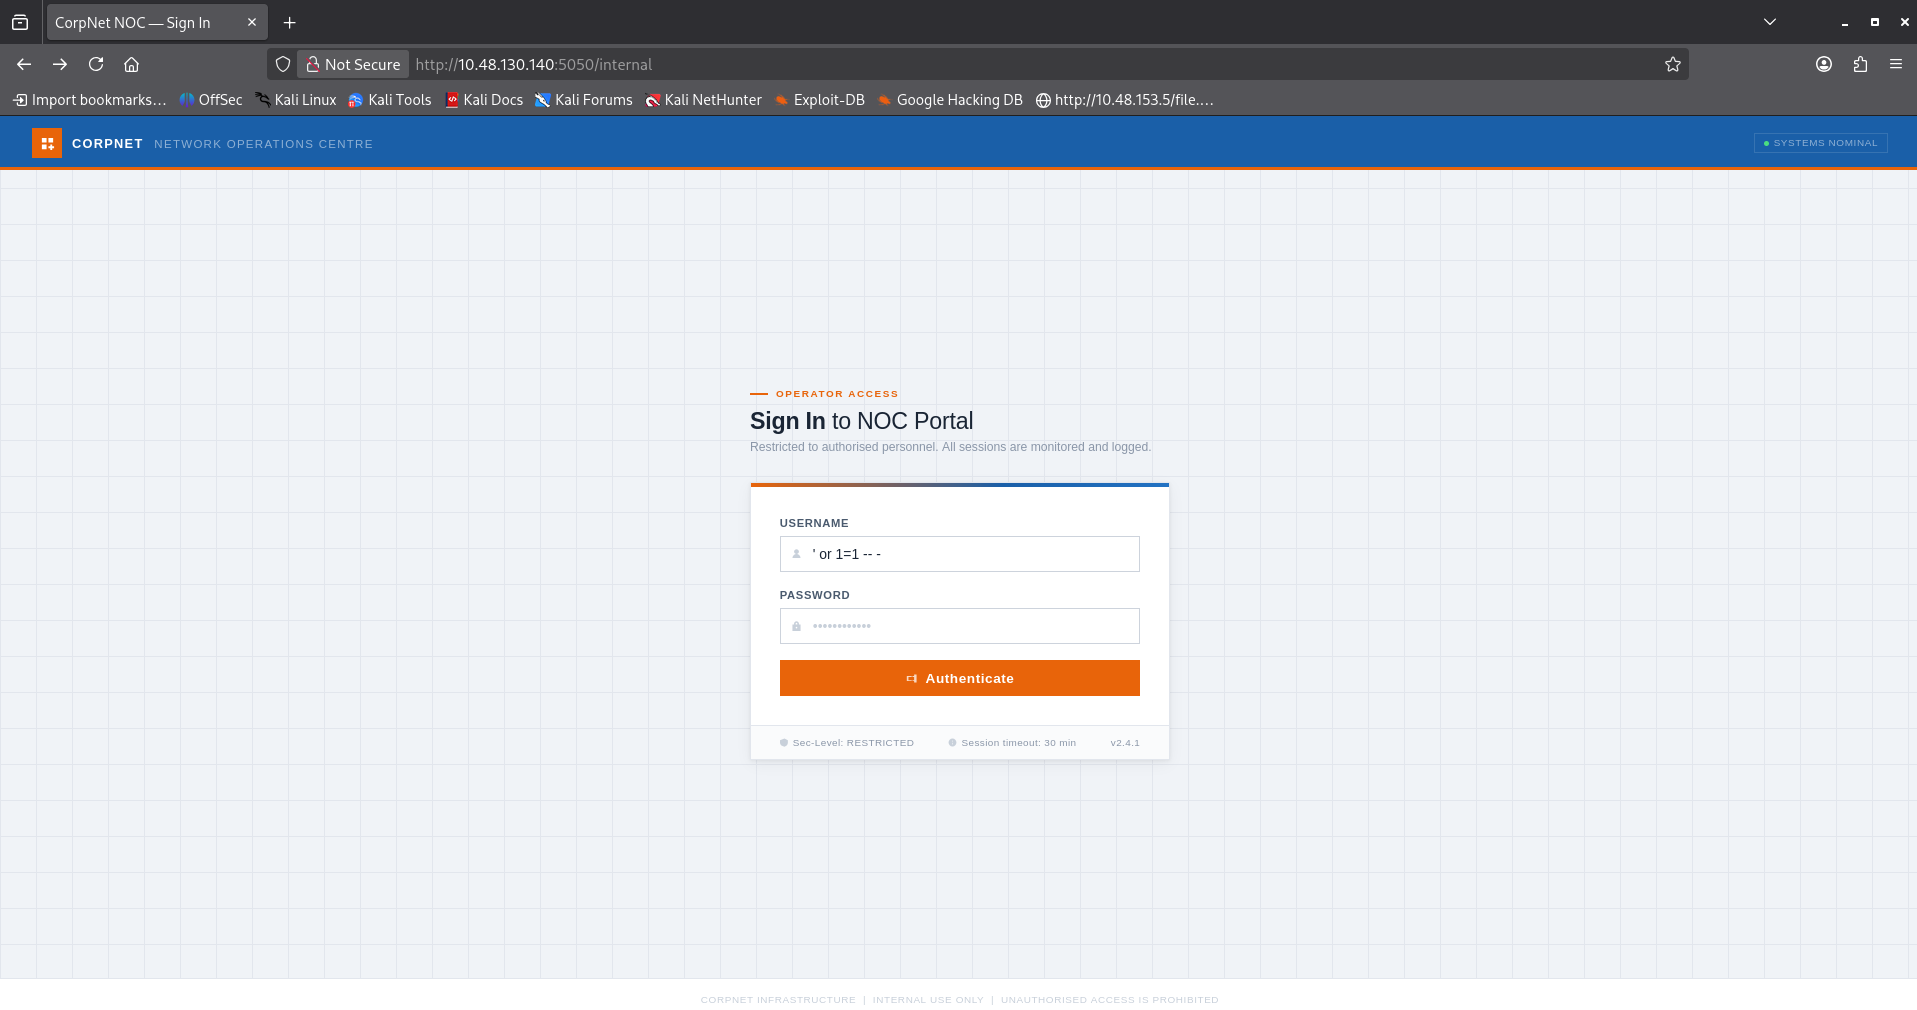 CorpNet NOC — Sign In
Not Secure http://10.48.130.140:5050/internal
Import bookmarks... OffSec Kali Linux Kali Tools Kali Docs Kali Forums Kali NetHunter Exploit-DB Google Hacking DB http://10.48.153.5/file....
CORPNET NETWORK OPERATIONS CENTRE SYSTEMS NOMINAL
OPERATOR ACCESS
Sign In to NOC Portal
Restricted to authorised personnel. All sessions are monitored and logged.
USERNAME
' or 1=1 -- -
PASSWORD
••••••••••••
Authenticate
Sec-Level: RESTRICTED Session timeout: 30 min v2.4.1
CORPNET INFRASTRUCTURE | INTERNAL USE ONLY | UNAUTHORISED ACCESS IS PROHIBITED